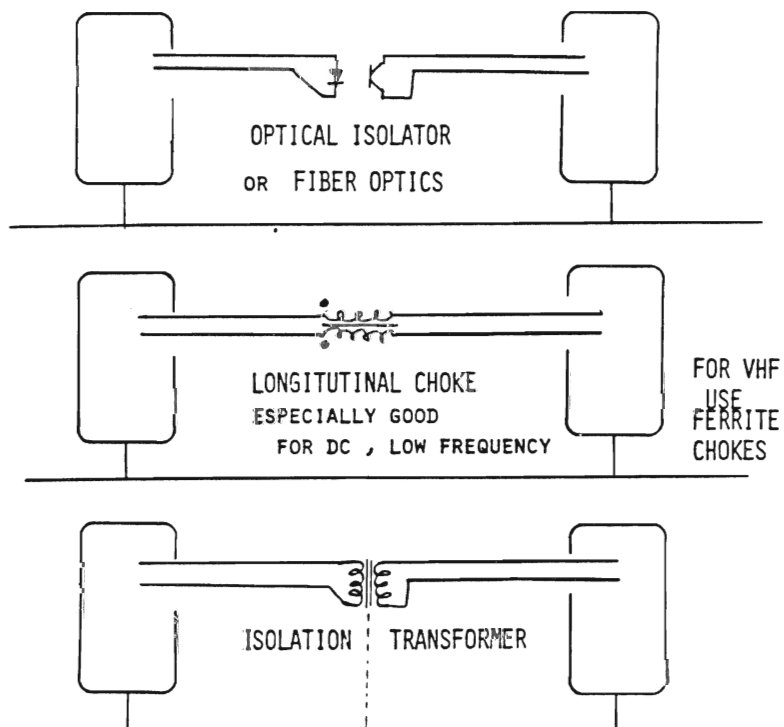 OPTICAL ISOLATOR
OR FIBER OPTICS
LONGITUTINAL CHOKE
ESPECIALLY GOOD
FOR DC , LOW FREQUENCY
FOR VHF
USE
FERRITE
CHOKES
ISOLATION TRANSFORMER